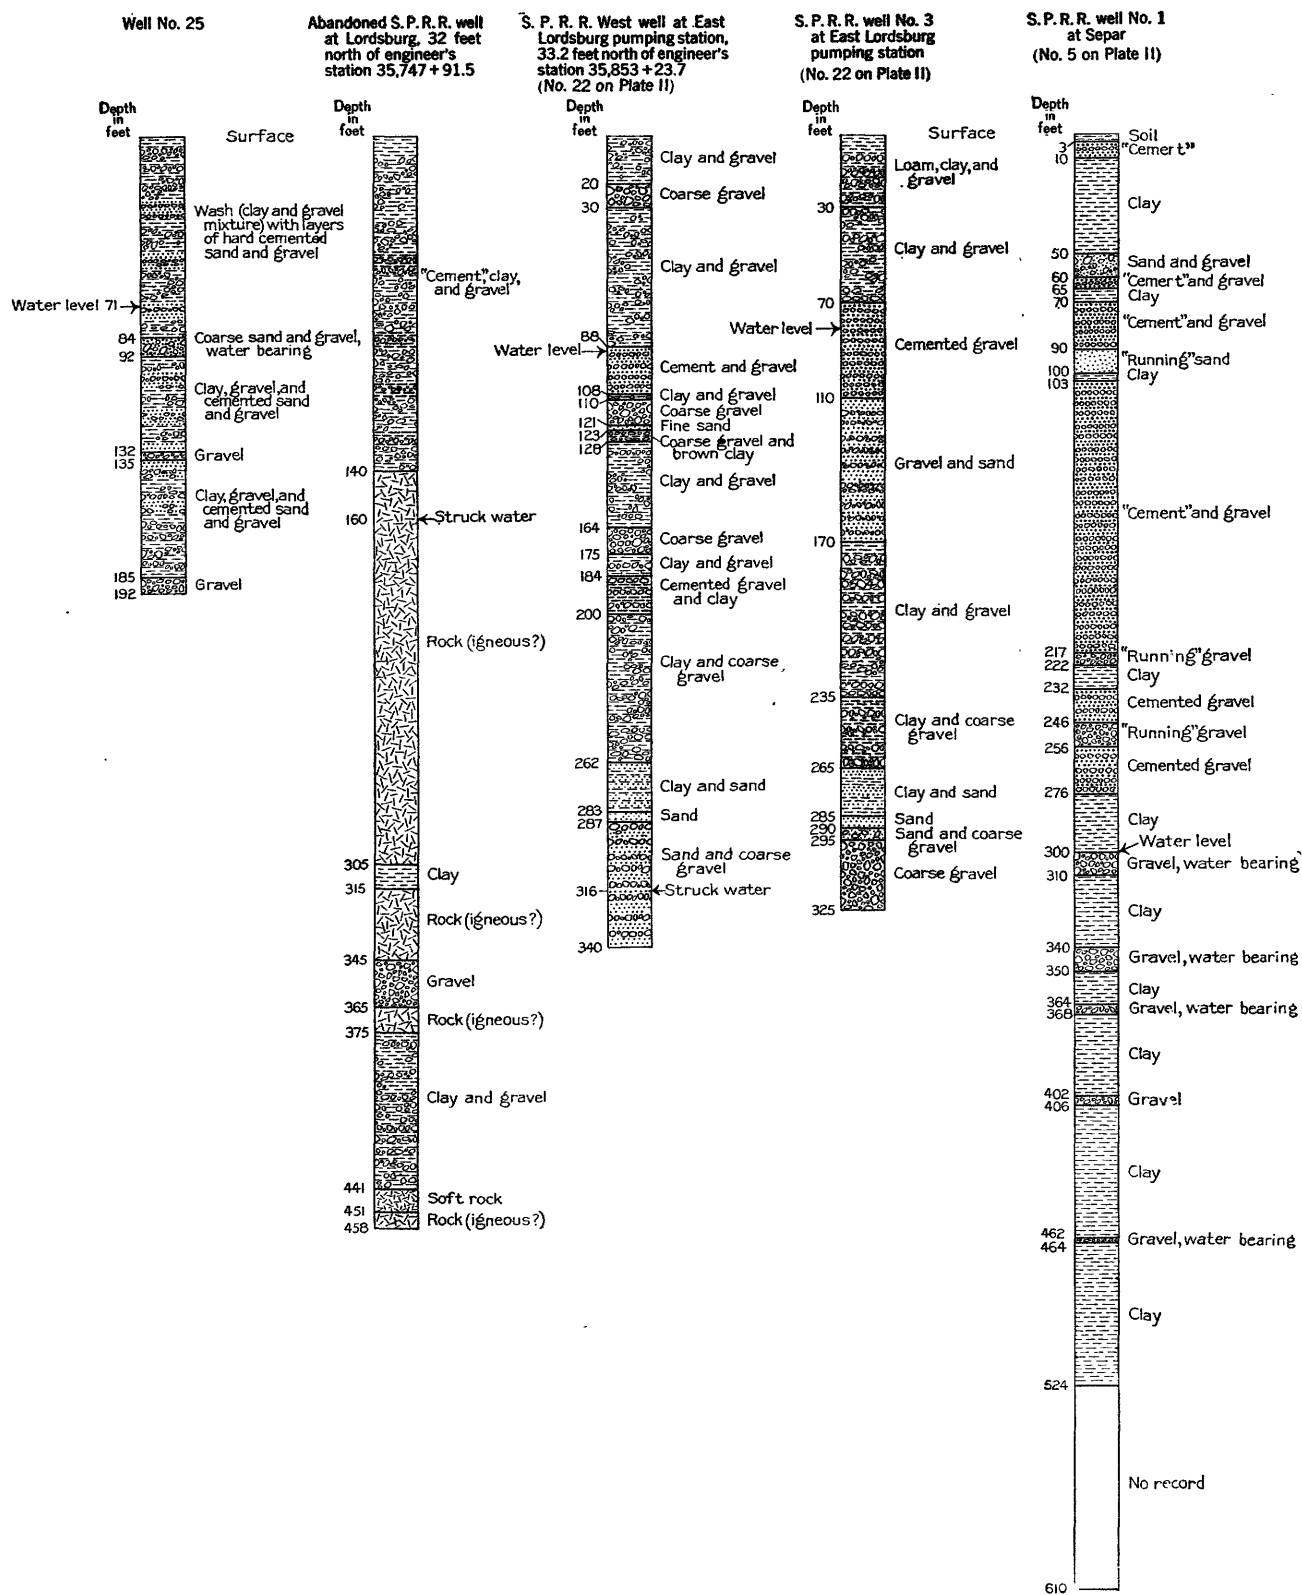 Well No. 25
Depth
in
feet
Surface
Wash (clay and gravel
mixture) with layers
of hard cemented
sand and gravel
Water level 71
84
Coarse sand and gravel,
water bearing
92
Clay, gravel, and
cemented sand
and gravel
132
Gravel
135
Clay, gravel, and
cemented sand
and gravel
185
Gravel
192
Abandoned S.P.R.R. well
at Lordsburg, 32 feet
north of engineer's
station 35,747 + 91.5
Depth
in
feet
"Cement," clay,
and gravel
140
160
Struck water
Rock (igneous?)
305
Clay
315
Rock (igneous?)
345
Gravel
365
Rock (igneous?)
375
Clay and gravel
441
Soft rock
451
Rock (igneous?)
458
S. P. R. R. West well at East
Lordsburg pumping station,
33.2 feet north of engineer's
station 35,853 + 23.7
(No. 22 on Plate II)
Depth
in
feet
Clay and gravel
20
Coarse gravel
30
Clay and gravel
88
Water level
Cement and gravel
108
Clay and gravel
110
Coarse gravel
121
Fine sand
123
Coarse gravel and
brown clay
128
Clay and gravel
164
Coarse gravel
175
Clay and gravel
184
Cemented gravel
and clay
200
Clay and coarse
gravel
262
Clay and sand
283
Sand
287
Sand and coarse
gravel
316
Struck water
340
S. P. R. R. well No. 3
at East Lordsburg
pumping station
(No. 22 on Plate II)
Depth
in
feet
Surface
Loam, clay, and
gravel
30
Clay and gravel
70
Water level
Cemented gravel
110
Gravel and sand
170
Clay and gravel
235
Clay and coarse
gravel
265
Clay and sand
285
Sand
290
Sand and coarse
gravel
295
Coarse gravel
325
S. P. R. R. well No. 1
at Separ
(No. 5 on Plate II)
Depth
in
feet
Soil
3
"Cemert"
10
Clay
50
Sand and gravel
60
"Cemert" and gravel
65
Clay
70
"Cement" and gravel
90
"Running" sand
100
Clay
103
"Cement" and gravel
217
"Running" gravel
222
Clay
232
Cemented gravel
246
"Running" gravel
256
Cemented gravel
276
Clay
Water level
300
Gravel, water bearing
310
Clay
340
Gravel, water bearing
350
Clay
364
Gravel, water bearing
368
Clay
402
Gravel
406
Clay
462
Gravel, water bearing
464
Clay
524
No record
610